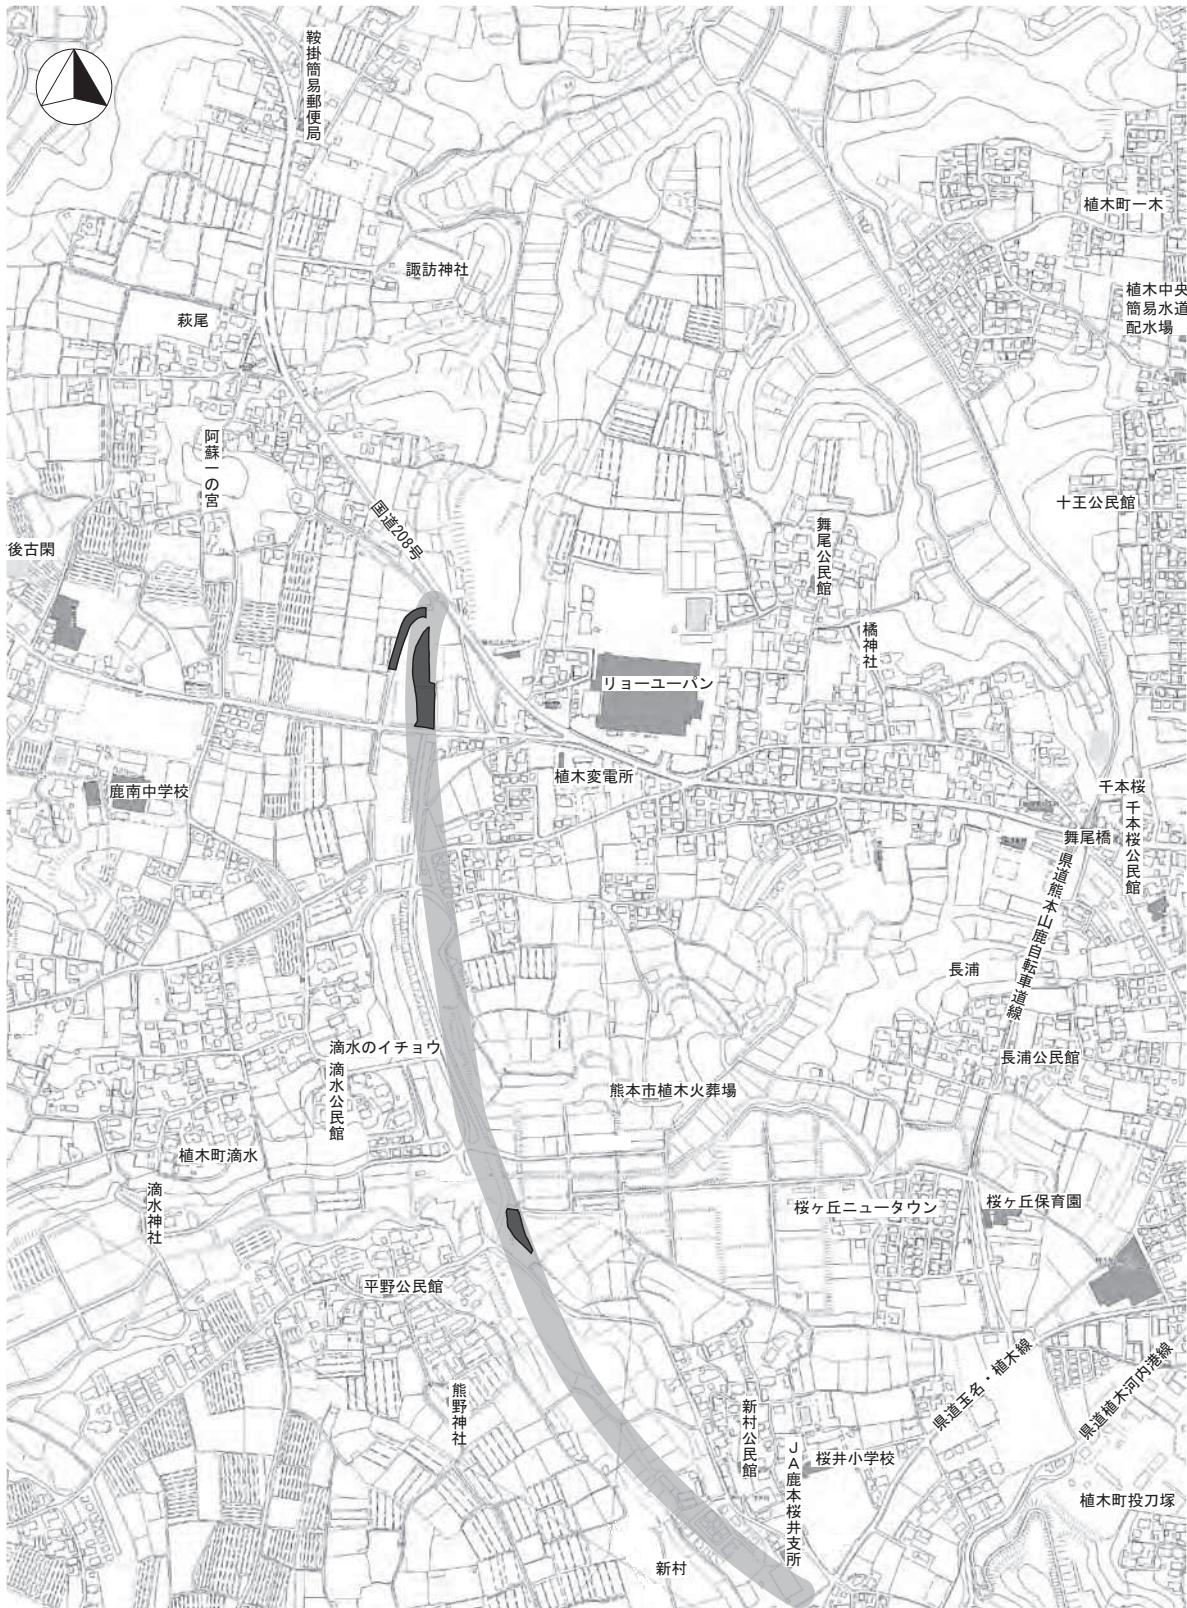 鞍掛簡易郵便局
植木町一木
諏訪神社
植木中央
簡易水道
配水場
萩尾
阿蘇一の宮
十王公民館
国道208号
舞尾公民館
後古閑
橘神社
リョーユーパン
植木変電所
鹿南中学校
千本桜
千本桜公民館
舞尾橋
県道熊本山鹿自転車道線
長浦
滴水のイチョウ
長浦公民館
滴水公民館
熊本市植木火葬場
植木町滴水
滴水神社
桜ヶ丘ニュータウン
桜ヶ丘保育園
平野公民館
県道玉名・植木線
県道植木河内港線
熊野神社
新村公民館
JA鹿本桜井支所
桜井小学校
植木町投刀塚
新村